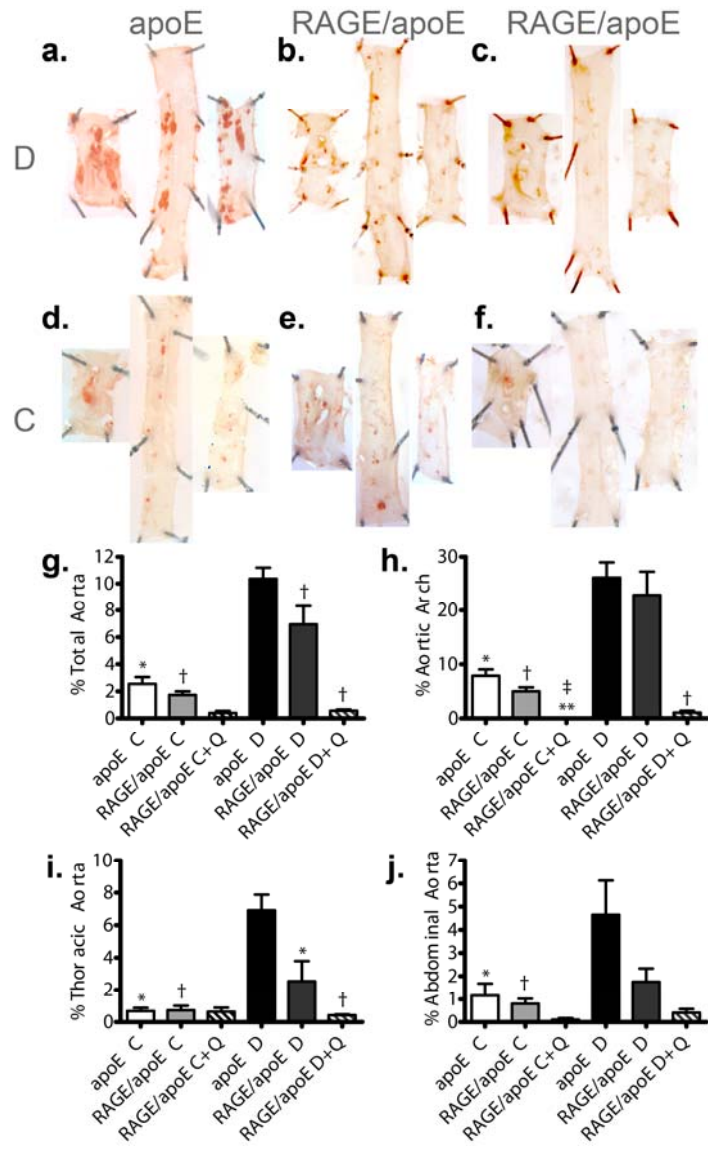 apoE RAGE/apoE RAGE/apoE
a. b. c.
D
d. e. f.
C
g. h.
% Total Aorta
12
10
8
6
4
2
0
* † † †
apoE C
RAGE/apoE C
RAGE/apoE C+Q
apoE D
RAGE/apoE D
RAGE/apoE D+Q
% Aortic Arch
30
20
10
0
* † ‡ ** †
apoE C
RAGE/apoE C
RAGE/apoE C+Q
apoE D
RAGE/apoE D
RAGE/apoE D+Q
i. j.
% Thoracic Aorta
10
8
6
4
2
0
* † * †
apoE C
RAGE/apoE C
RAGE/apoE C+Q
apoE D
RAGE/apoE D
RAGE/apoE D+Q
% Abdominal Aorta
7
6
5
4
3
2
1
0
* †
apoE C
RAGE/apoE C
RAGE/apoE C+Q
apoE D
RAGE/apoE D
RAGE/apoE D+Q